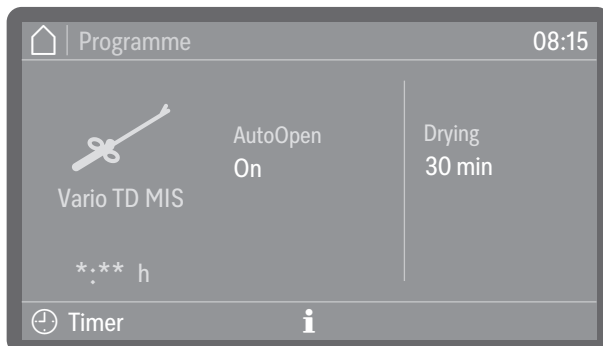 Programme 08:15
AutoOpen
On
Drying
30 min
Vario TD MIS
*:** h
Timer i